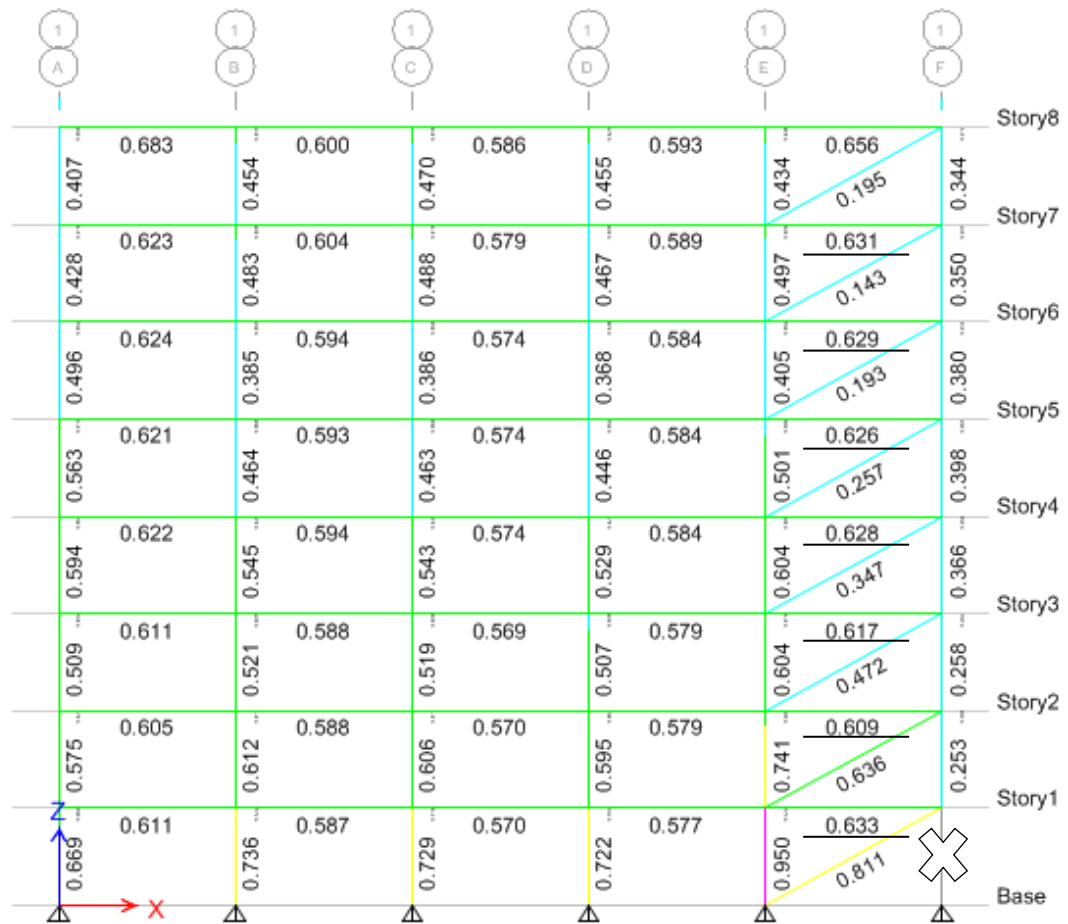 1 1 1 1 1 1
A B C D E F
Story8
0.683 0.600 0.586 0.593 0.656
0.407 0.454 0.470 0.455 0.434 0.195 0.344
Story7
0.623 0.604 0.579 0.589 0.631
0.428 0.483 0.488 0.467 0.497 0.143 0.350
Story6
0.624 0.594 0.574 0.584 0.629
0.496 0.385 0.386 0.368 0.405 0.193 0.380
Story5
0.621 0.593 0.574 0.584 0.626
0.563 0.464 0.463 0.446 0.501 0.257 0.398
Story4
0.622 0.594 0.574 0.584 0.628
0.594 0.545 0.543 0.529 0.604 0.347 0.366
Story3
0.611 0.588 0.569 0.579 0.617
0.509 0.521 0.519 0.507 0.604 0.472 0.258
Story2
0.605 0.588 0.570 0.579 0.609
0.575 0.612 0.606 0.595 0.741 0.636 0.253
Story1
Z
0.611 0.587 0.570 0.577 0.633
0.669 0.736 0.729 0.722 0.950 0.811
Base
X